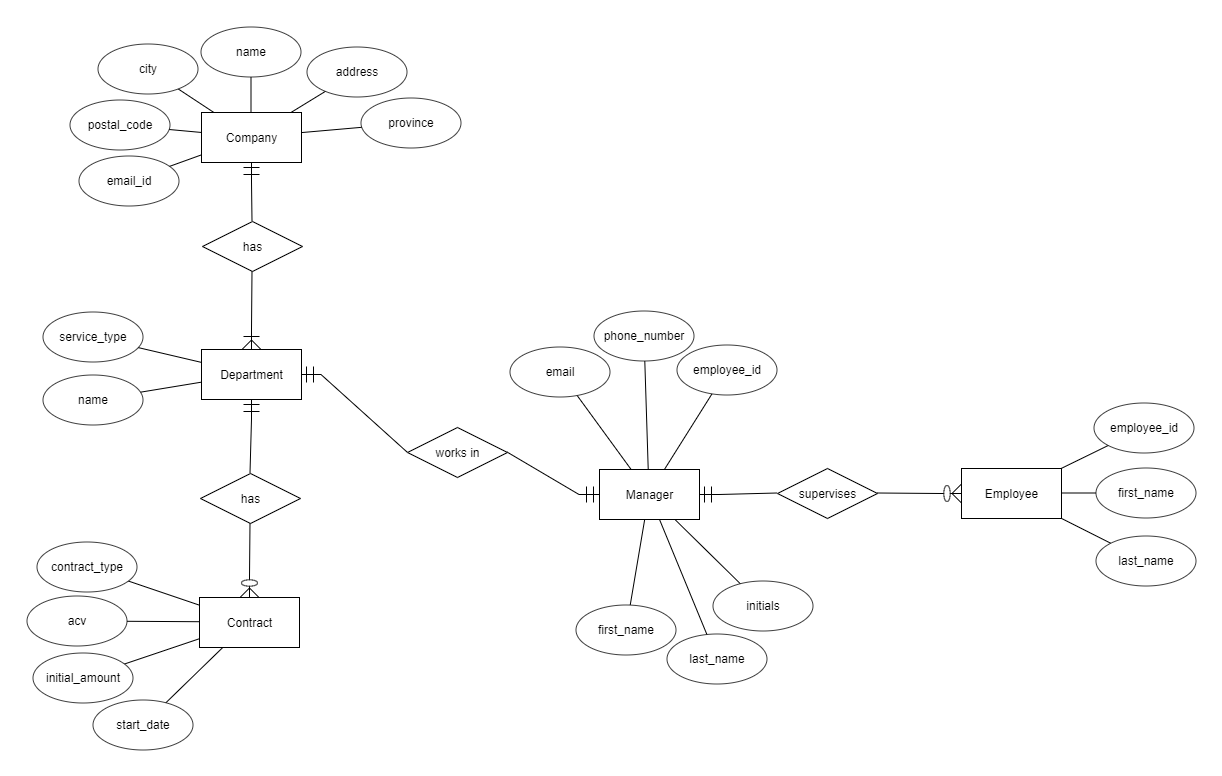 name
city
address
postal_code
province
Company
email_id
has
service_type
phone_number
Department
email
employee_id
name
employee_id
works in
has
Manager
supervises
Employee
first_name
contract_type
last_name
acv
Contract
initials
first_name
last_name
initial_amount
start_date